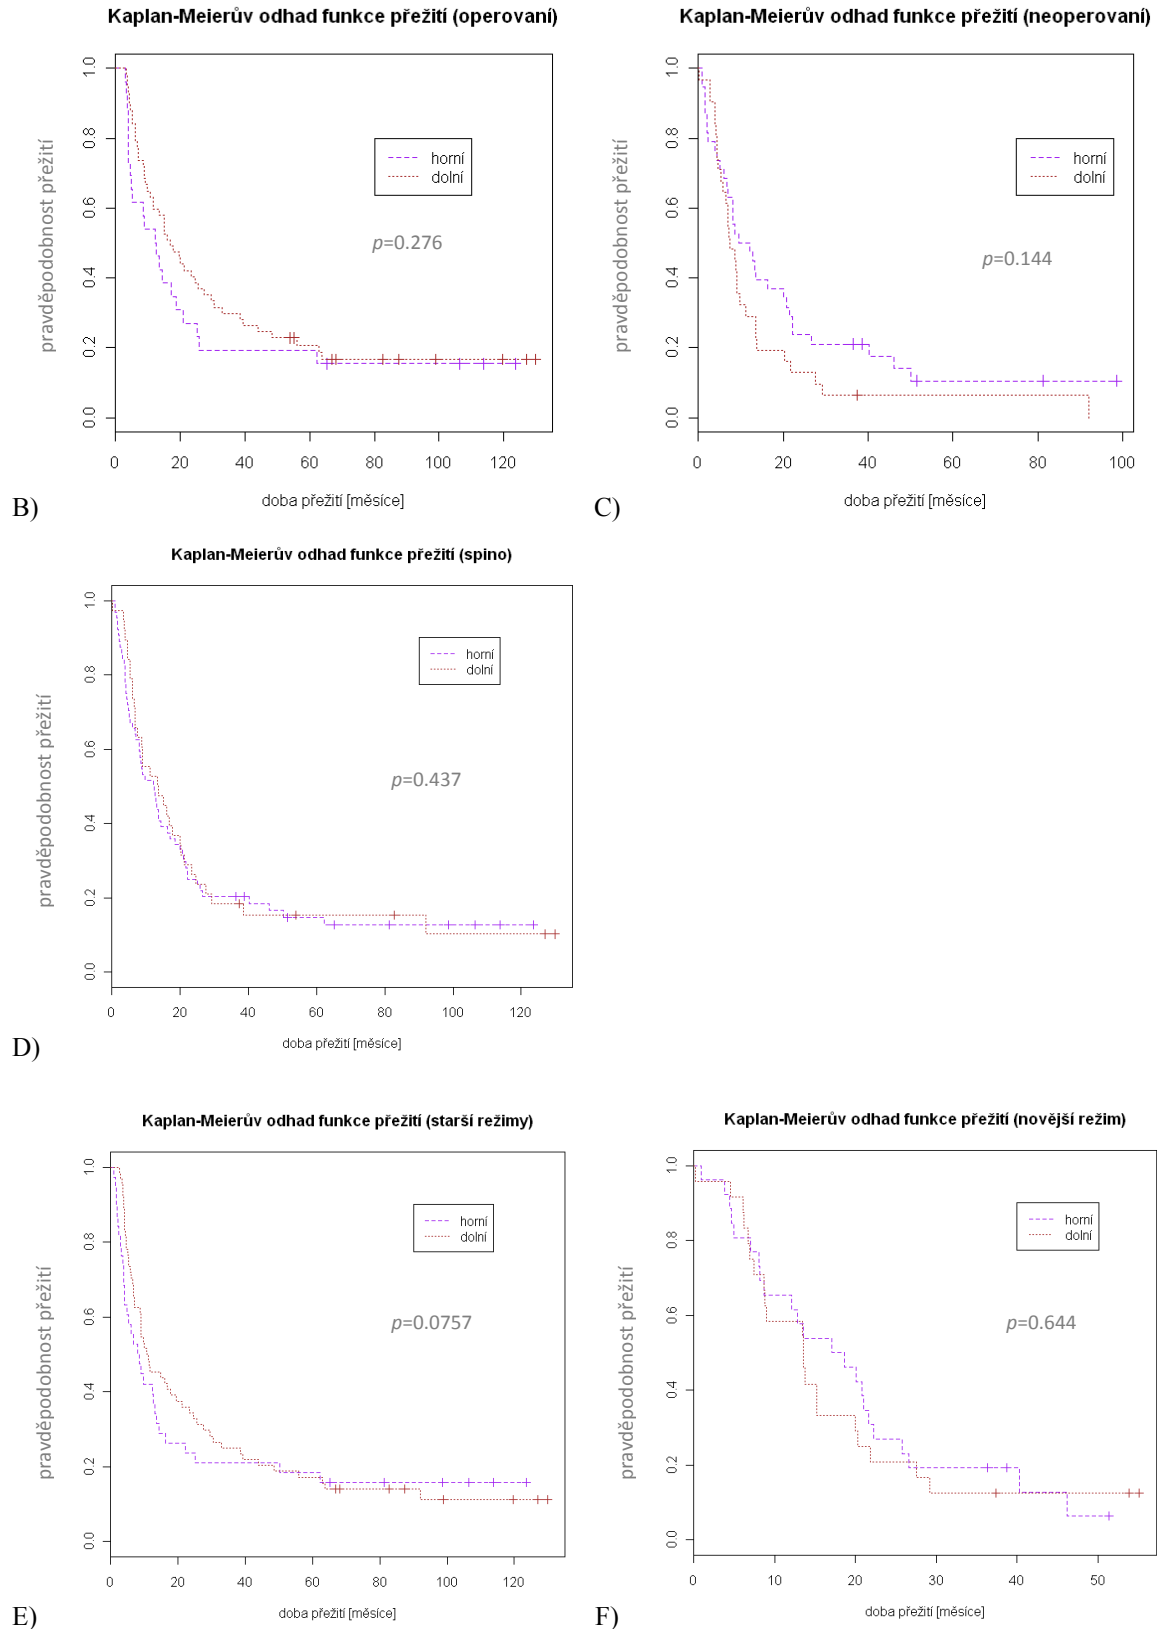 Kaplan-Meierův odhad funkce přežití (operovaní)
pravděpodobnost přežití
1.0
0.8
0.6
0.4
0.2
0.0
horní
dolní
p=0.276
0 20 40 60 80 100 120
doba přežití [měsíce]
B)
Kaplan-Meierův odhad funkce přežití (neoperovaní)
pravděpodobnost přežití
1.0
0.8
0.6
0.4
0.2
0.0
horní
dolní
p=0.144
0 20 40 60 80 100
doba přežití [měsíce]
C)
Kaplan-Meierův odhad funkce přežití (spino)
pravděpodobnost přežití
1.0
0.8
0.6
0.4
0.2
0.0
horní
dolní
p=0.437
0 20 40 60 80 100 120
doba přežití [měsíce]
D)
Kaplan-Meierův odhad funkce přežití (starší režimy)
pravděpodobnost přežití
1.0
0.8
0.6
0.4
0.2
0.0
horní
dolní
p=0.0757
0 20 40 60 80 100 120
doba přežití [měsíce]
E)
Kaplan-Meierův odhad funkce přežití (novější režim)
pravděpodobnost přežití
1.0
0.8
0.6
0.4
0.2
0.0
horní
dolní
p=0.644
0 10 20 30 40 50
doba přežití [měsíce]
F)